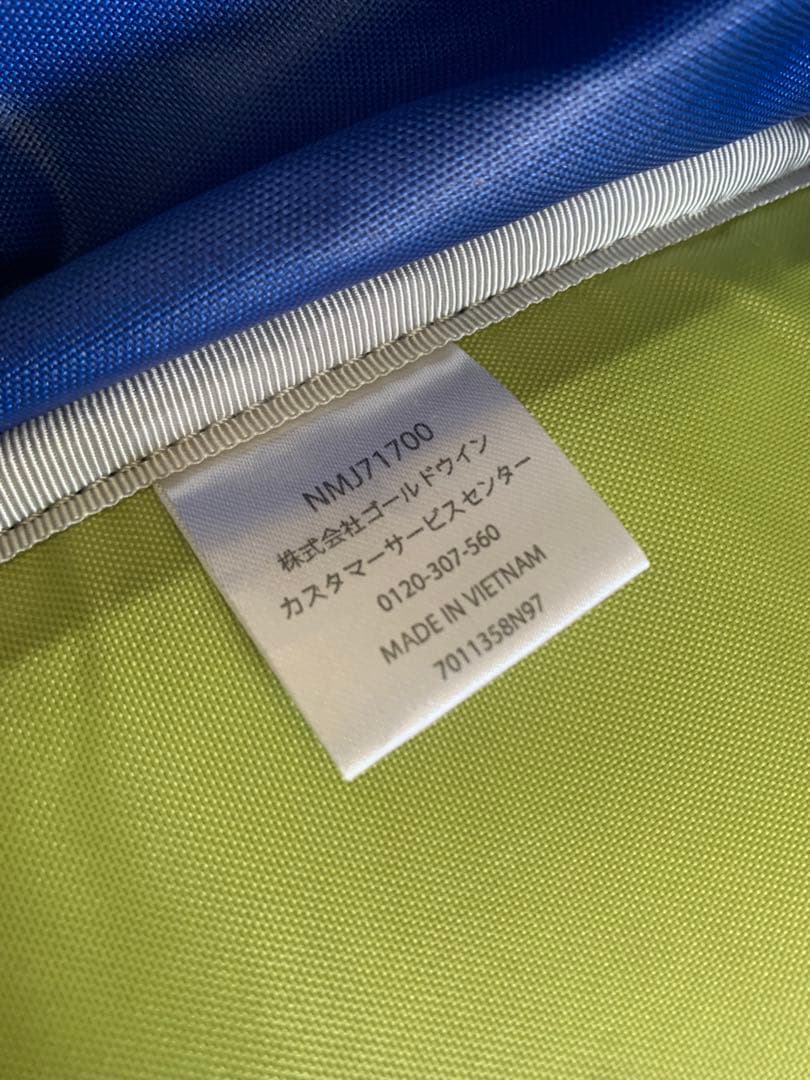 NMJ71700
株式会社ゴールドウイン
カスタマーサービスセンター
0120-307-560
MADE IN VIETNAM
7011358N97